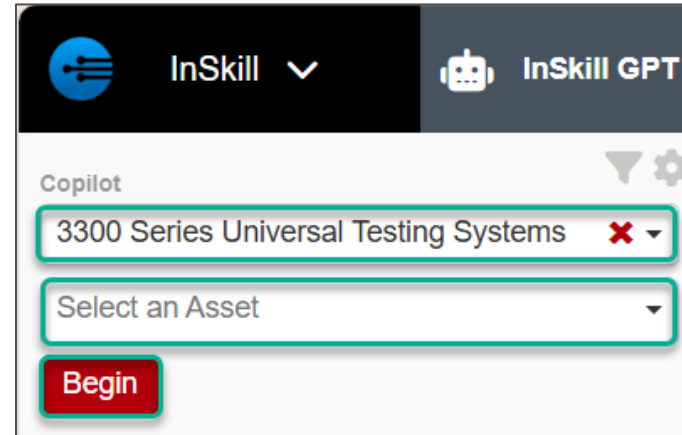 InSkill
InSkill GPT
Copilot
3300 Series Universal Testing Systems
Select an Asset
Begin